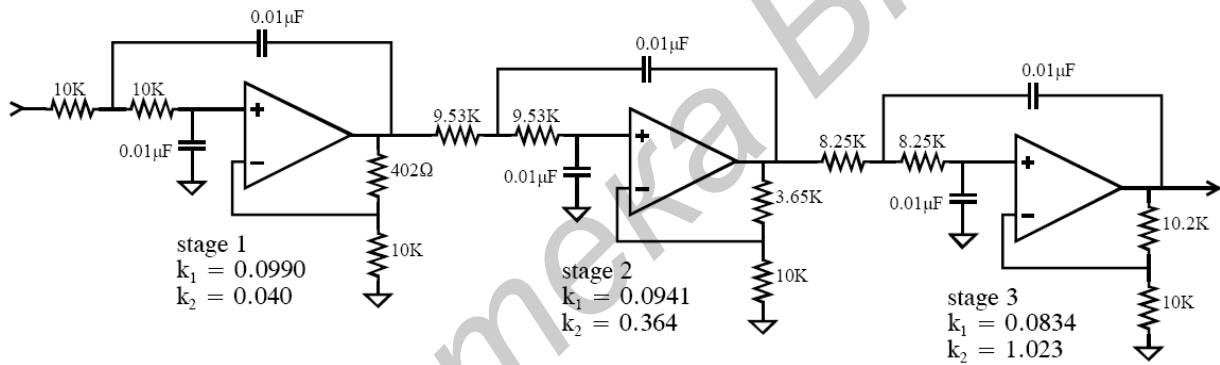 0.01µF
10K
10K
0.01µF
402Ω
10K
stage 1
k₁ = 0.0990
k₂ = 0.040
0.01µF
9.53K
9.53K
0.01µF
3.65K
10K
stage 2
k₁ = 0.0941
k₂ = 0.364
0.01µF
8.25K
8.25K
0.01µF
10.2K
10K
stage 3
k₁ = 0.0834
k₂ = 1.023